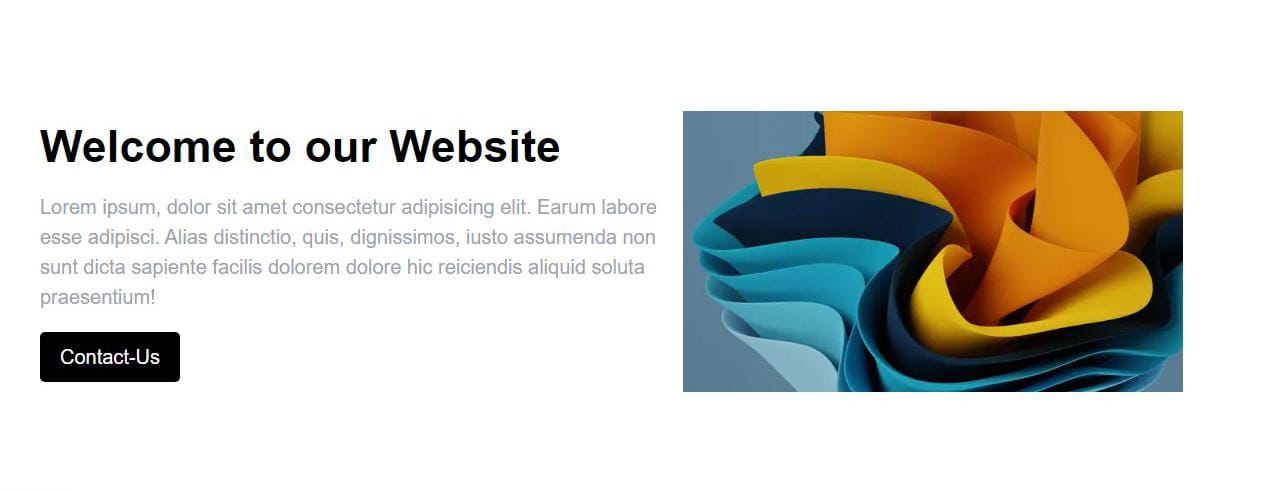 Welcome to our Website
Lorem ipsum, dolor sit amet consectetur adipisicing elit. Earum labore
esse adipisci. Alias distinctio, quis, dignissimos, iusto assumenda non
sunt dicta sapiente facilis dolorem dolore hic reiciendis aliquid soluta
praesentium!
Contact-Us